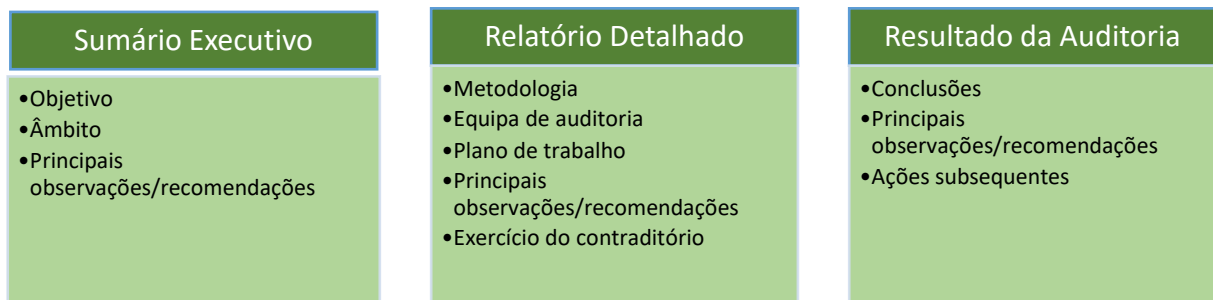 Sumário Executivo
•Objetivo
•Âmbito
•Principais
observações/recomendações
Relatório Detalhado
•Metodologia
•Equipa de auditoria
•Plano de trabalho
•Principais
observações/recomendações
•Exercício do contraditório
Resultado da Auditoria
•Conclusões
•Principais
observações/recomendações
•Ações subsequentes